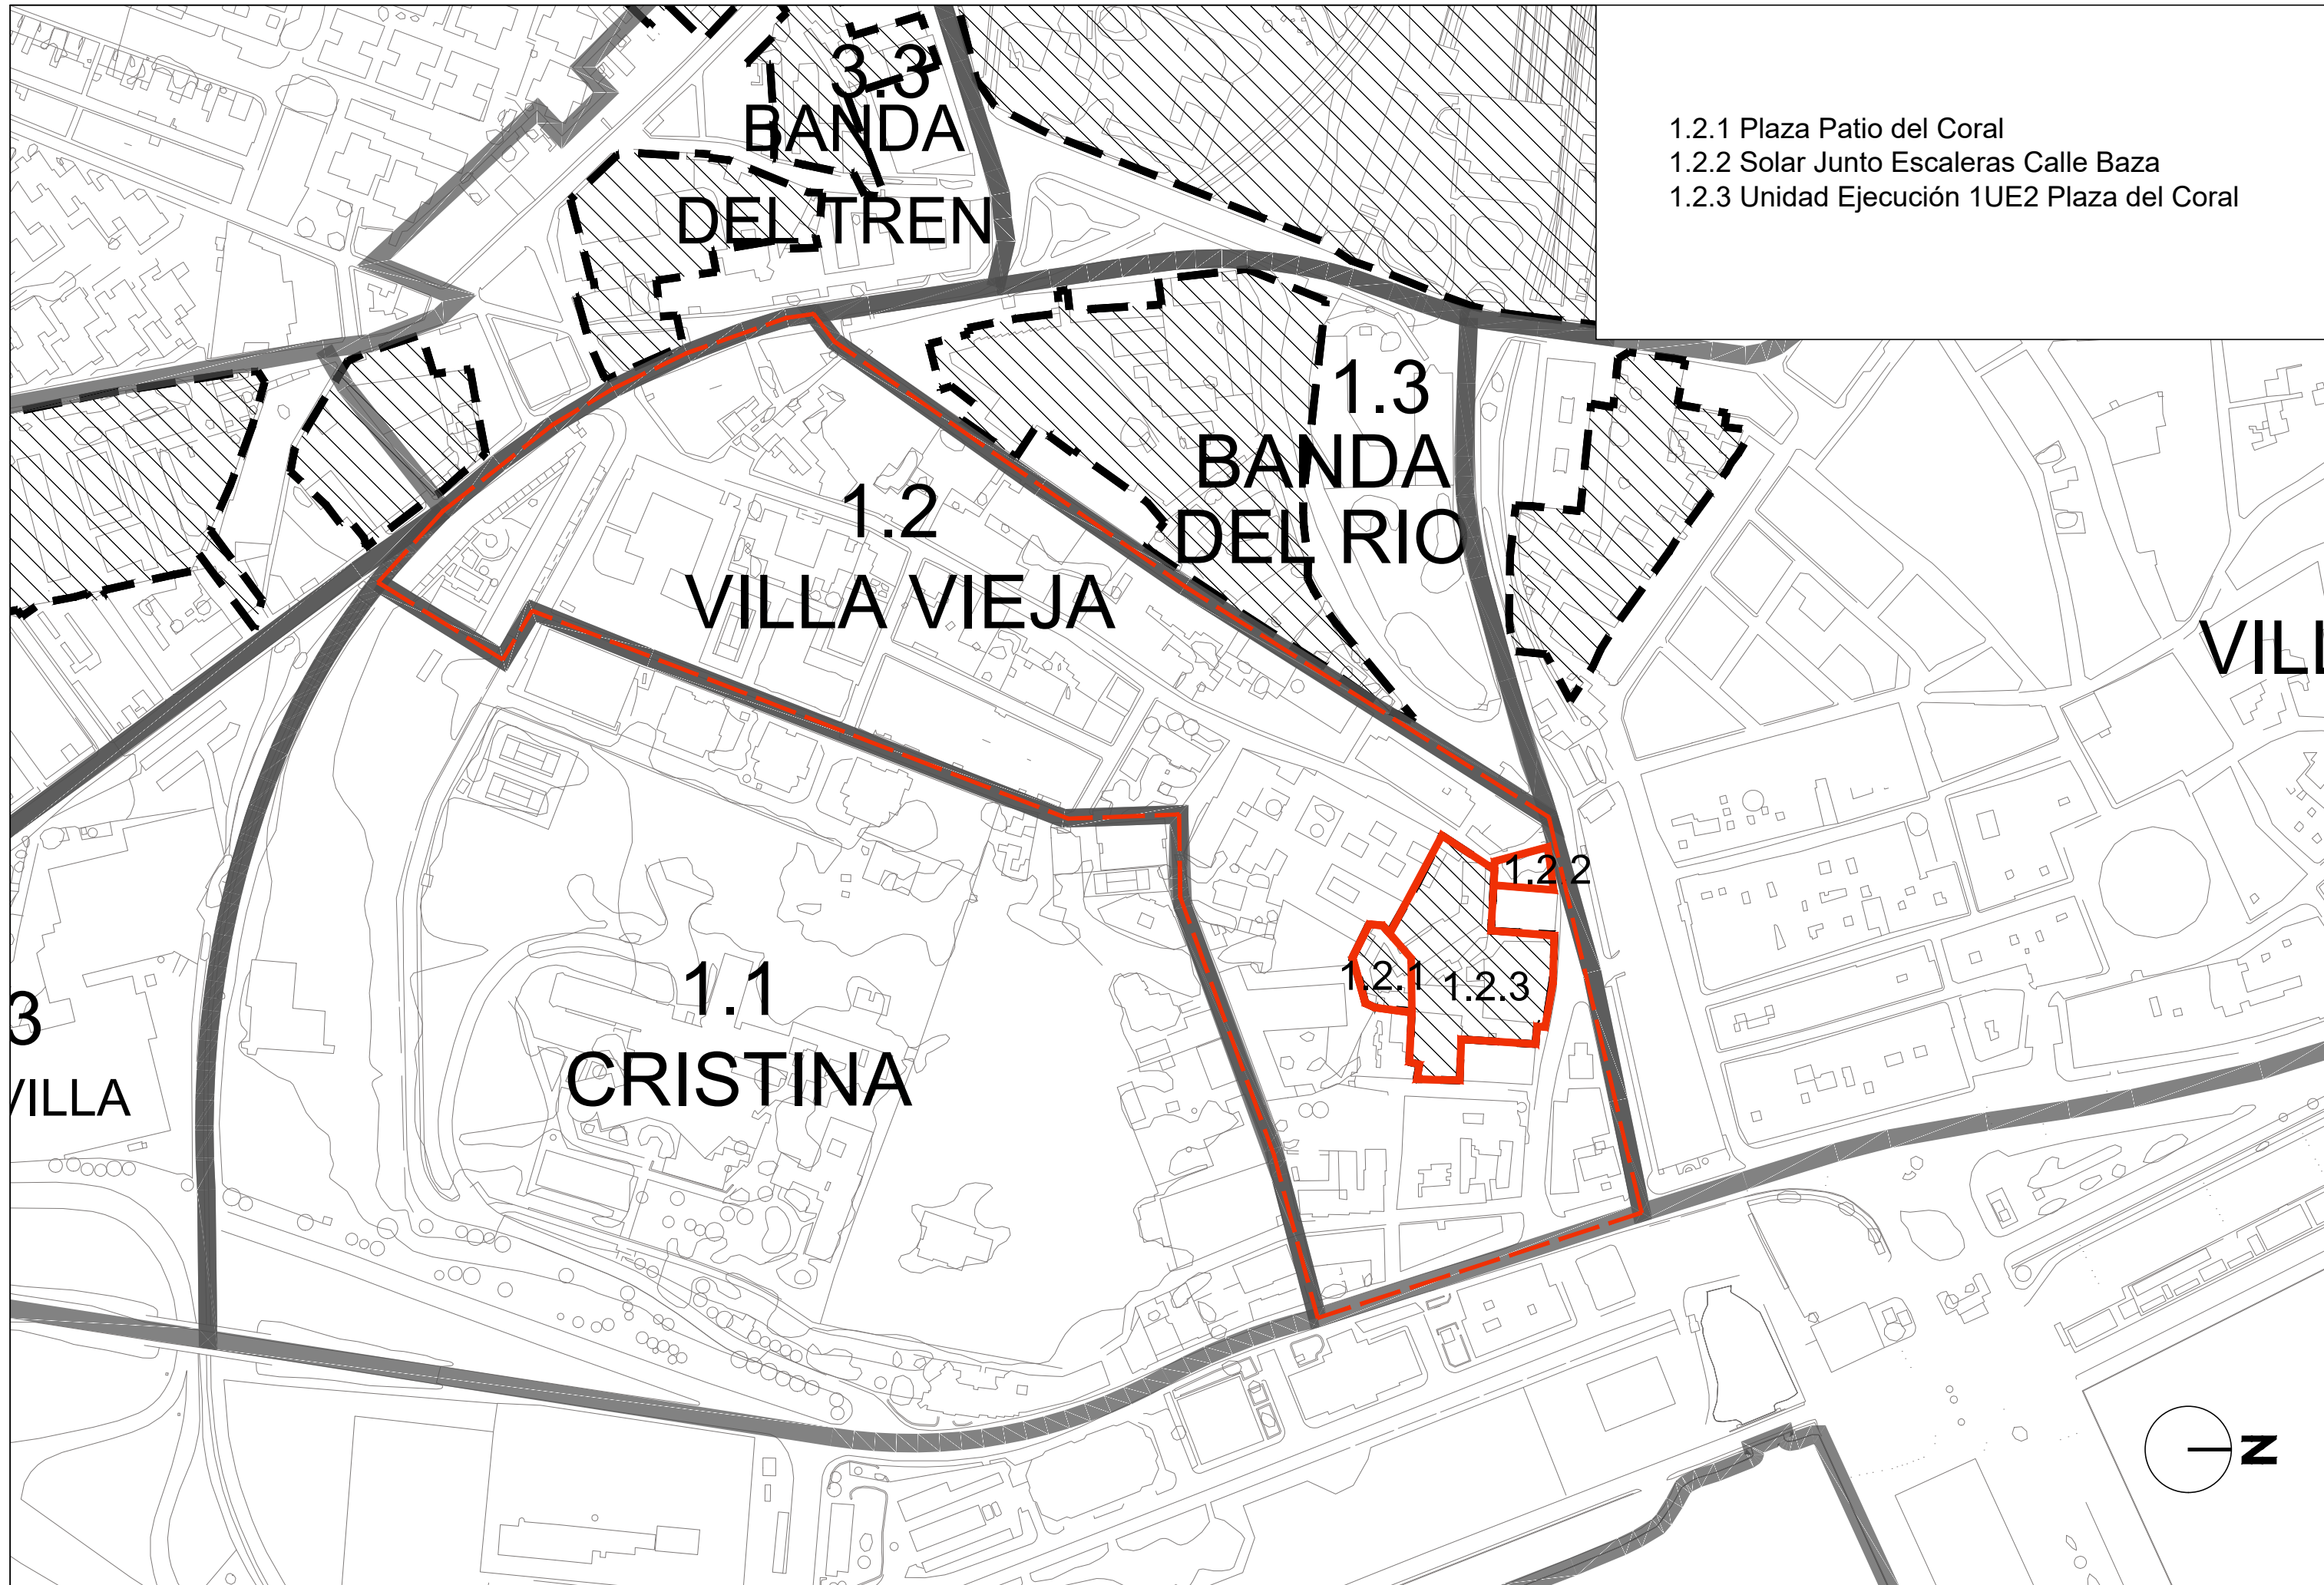 3.3
BANDA
DEL TREN
1.2.1 Plaza Patio del Coral
1.2.2 Solar Junto Escaleras Calle Baza
1.2.3 Unidad Ejecución 1UE2 Plaza del Coral
1.3
BANDA
DEL RIO
1.2
VILLA VIEJA
VILL
1.2.2
1.2.1
1.2.3
1.1
CRISTINA
3
VILLA
N